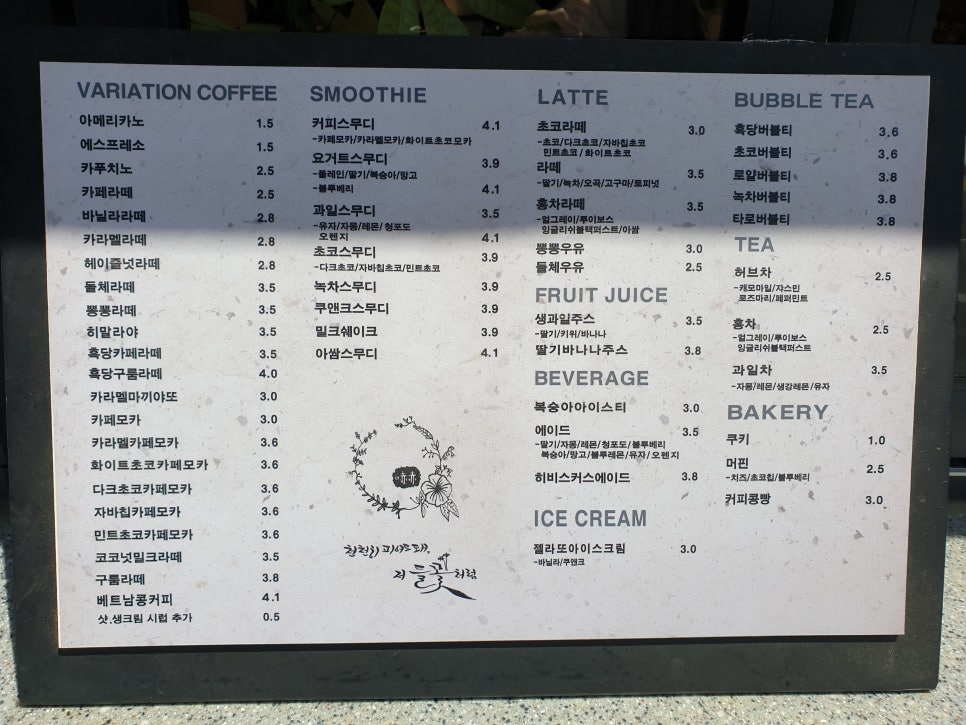 VARIATION COFFEE
아메리카노 1.5
에스프레소 1.5
카푸치노 2.5
카페라떼 2.5
바닐라라떼 2.8
카라멜라떼 2.8
헤이즐넛라떼 2.8
돌체라떼 3.5
뿅뿅라떼 3.5
히말라야 3.5
흑당카페라떼 3.5
흑당구룸라떼 4.0
카라멜마끼야또 3.0
카페모카 3.0
카라멜카페모카 3.6
화이트초코카페모카 3.6
다크초코카페모카 3.6
자바칩카페모카 3.6
민트초코카페모카 3.6
코코넛밀크라떼 3.5
구룸라떼 3.8
베트남콩커피 4.1
샷.생크림 시럽 추가 0.5
SMOOTHIE
커피스무디 4.1
-카페모카/카라멜모카/화이트초코모카
요거트스무디 3.9
-플레인/딸기/복숭아/망고
-블루베리 4.1
과일스무디 3.5
-유자/자몽/레몬/청포도
오렌지 4.1
초코스무디 3.9
-다크초코/자바칩초코/민트초코
녹차스무디 3.9
쿠앤크스무디 3.9
밀크쉐이크 3.9
아쌈스무디 4.1
천천히 피어도 돼,
저 들꽃처럼
LATTE
초코라떼 3.0
-초코/다크초코/자바칩초코
민트초코/화이트초코
라떼 3.5
-딸기/녹차/오곡/고구마/토피넛
홍차라떼 3.5
-얼그레이/루이보스
잉글리쉬블랙퍼스트/아쌈
뿅뿅우유 3.0
돌체우유 2.5
FRUIT JUICE
생과일주스 3.5
-딸기/키위/바나나
딸기바나나주스 3.8
BEVERAGE
복숭아아이스티 3.0
에이드 3.5
-딸기/자몽/레몬/청포도/블루베리
복숭아/망고/블루레몬/유자/오렌지
히비스커스에이드 3.8
ICE CREAM
젤라또아이스크림 3.0
-바닐라/쿠앤크
BUBBLE TEA
흑당버블티 3.6
초코버블티 3.6
로얄버블티 3.8
녹차버블티 3.8
타로버블티 3.8
TEA
허브차 2.5
-캐모마일/쟈스민
로즈마리/페퍼민트
홍차 2.5
-얼그레이/루이보스
잉글리쉬블랙퍼스트
과일차 3.5
-자몽/레몬/생강레몬/유자
BAKERY
쿠키 1.0
머핀 2.5
-치즈/초코칩/블루베리
커피콩빵 3.0